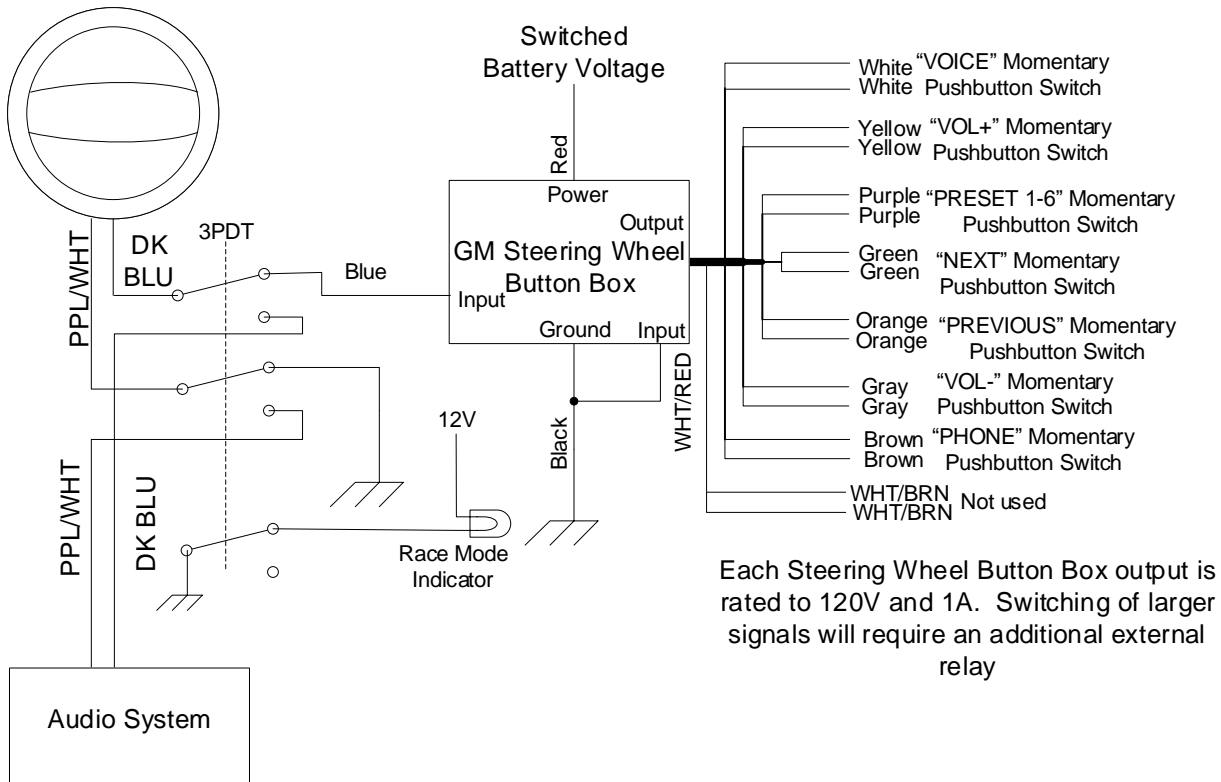 Switched
Battery Voltage
Red
Power
Output
GM Steering Wheel
Button Box
Input
Ground
Input
Blue
3PDT
DK
BLU
PPL/WHT
PPL/WHT
DK BLU
12V
Race Mode
Indicator
Black
WHT/RED
White “VOICE” Momentary
White Pushbutton Switch
Yellow “VOL+” Momentary
Yellow Pushbutton Switch
Purple “PRESET 1-6” Momentary
Purple Pushbutton Switch
Green “NEXT” Momentary
Green Pushbutton Switch
Orange “PREVIOUS” Momentary
Orange Pushbutton Switch
Gray “VOL-” Momentary
Gray Pushbutton Switch
Brown “PHONE” Momentary
Brown Pushbutton Switch
WHT/BRN Not used
WHT/BRN
Each Steering Wheel Button Box output is
rated to 120V and 1A. Switching of larger
signals will require an additional external
relay
Audio System